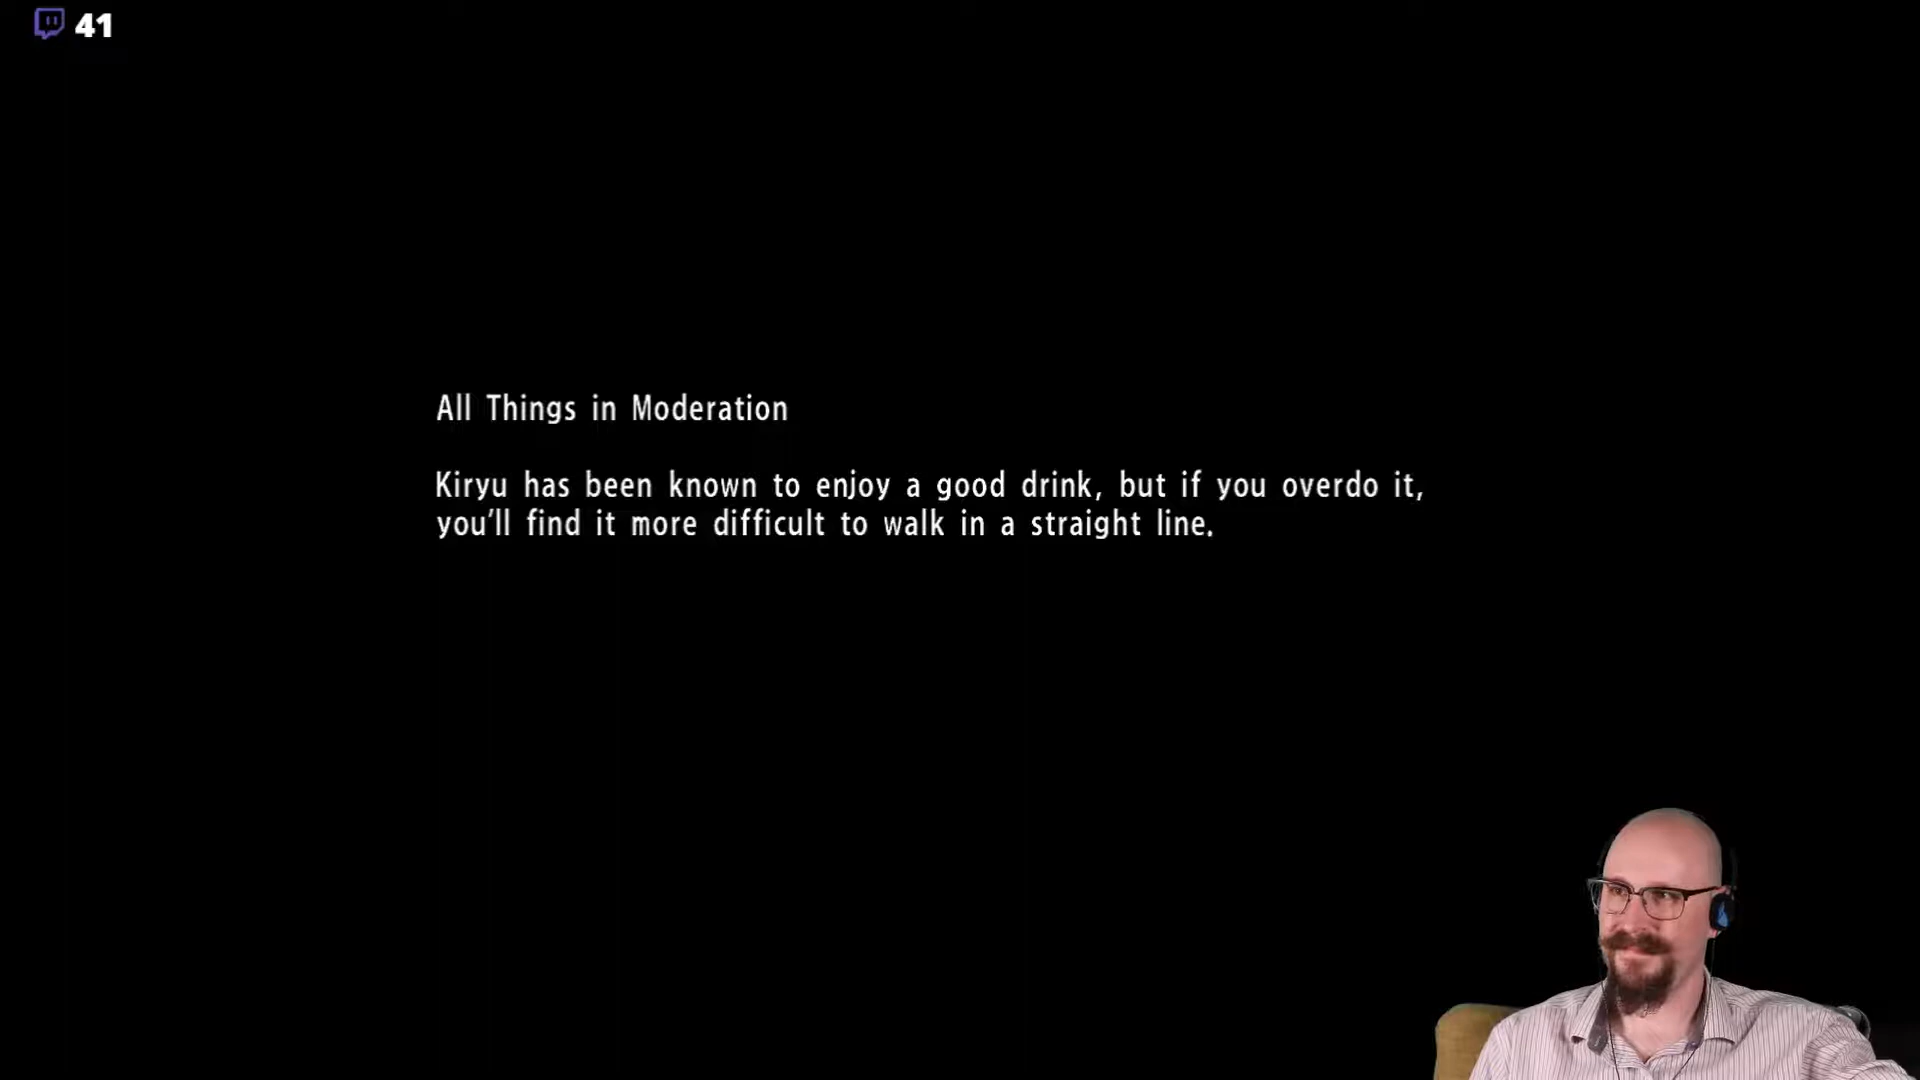 41
All Things in Moderation
Kiryu has been known to enjoy a good drink, but if you overdo it,
you'll find it more difficult to walk in a straight line.